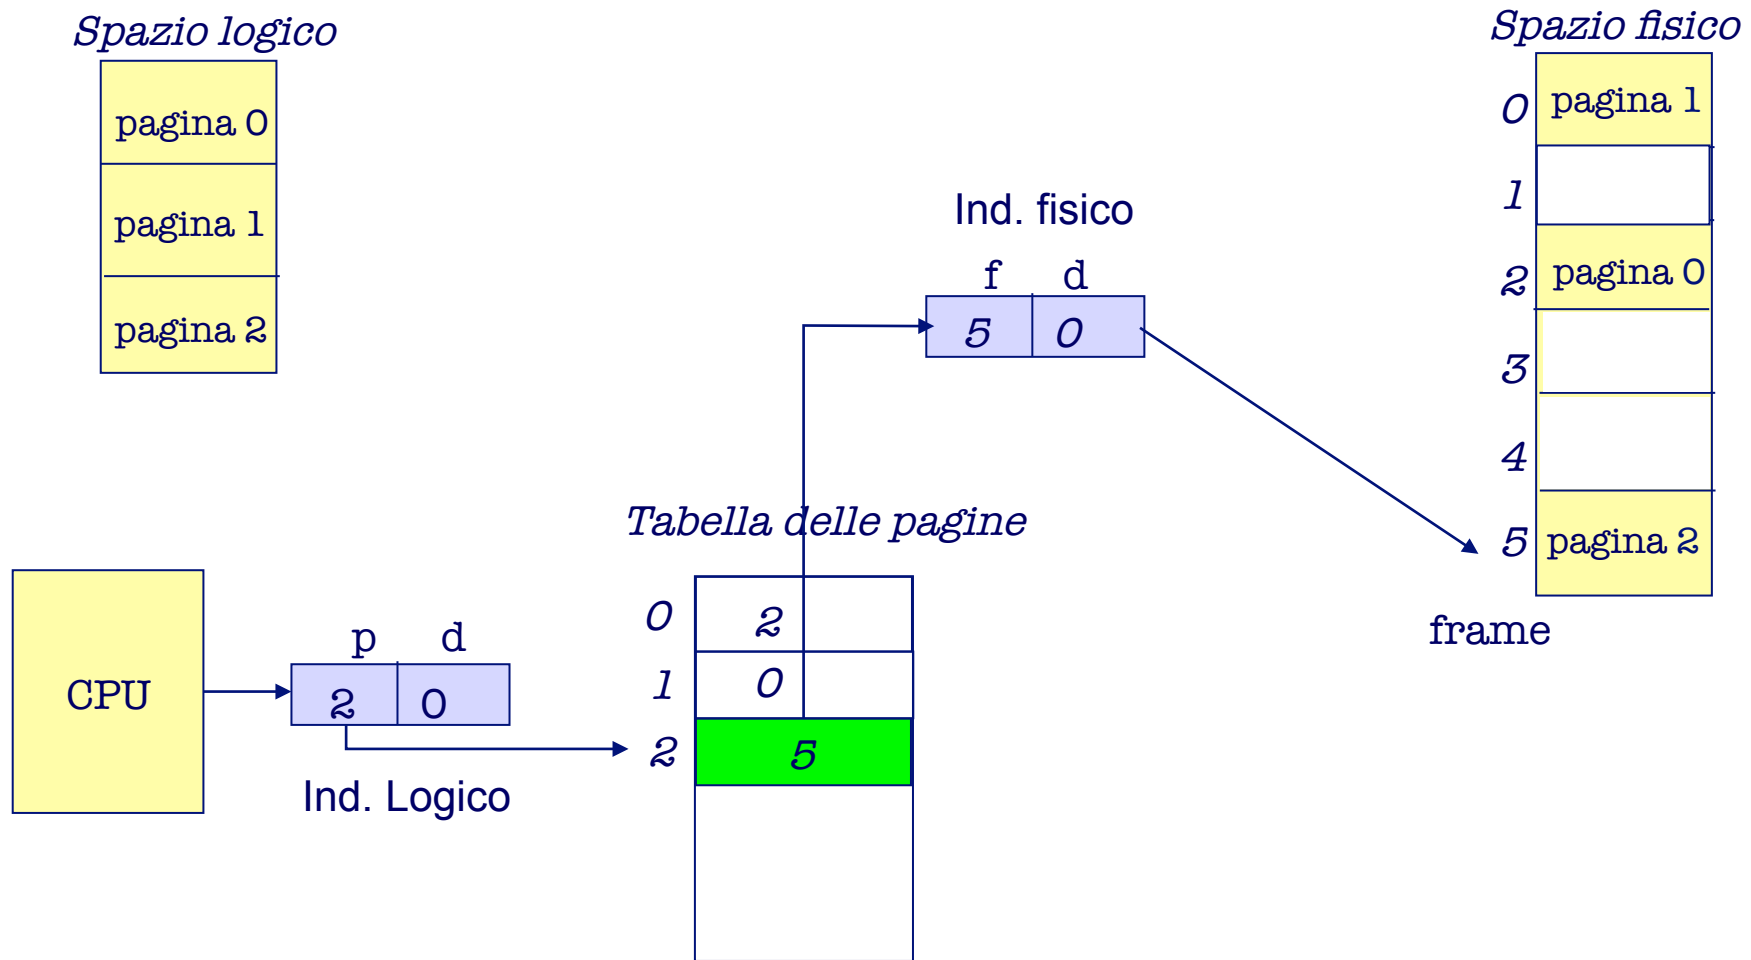 Spazio logico
pagina 0
pagina 1
pagina 2
Spazio fisico
0 pagina 1
1
2 pagina 0
3
4
5 pagina 2
frame
Ind. fisico
f d
5 0
Tabella delle pagine
0 2
1 0
2 5
CPU
p d
2 0
Ind. Logico